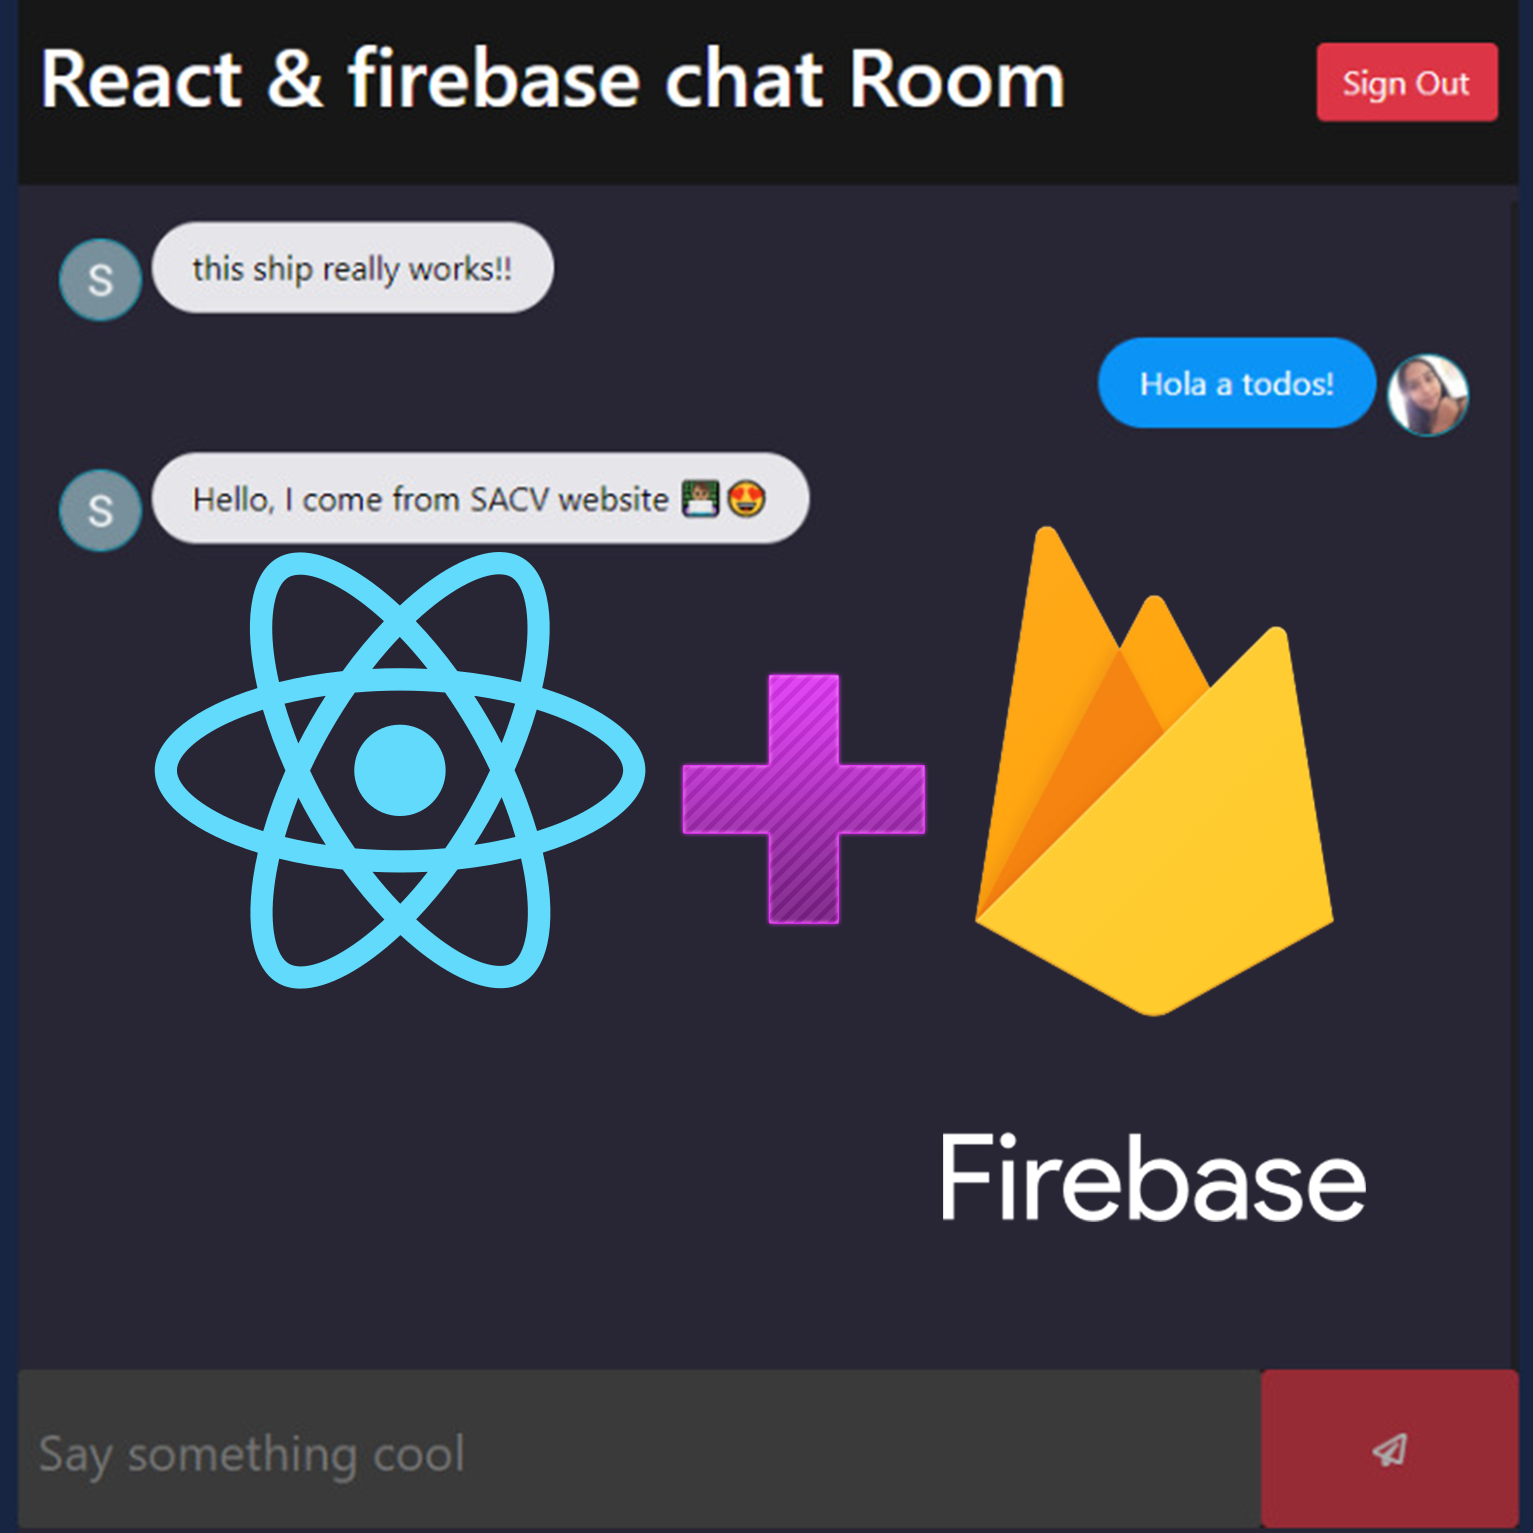 React & firebase chat Room
Sign Out
S
this ship really works!!
Hola a todos!
S
Hello, I come from SACV website 👨🏽‍💻😍
Firebase
Say something cool